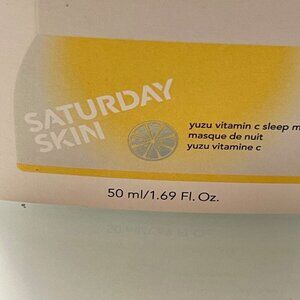 SATURDAY
SKIN
yuzu vitamin c sleep m
masque de nuit
yuzu vitamine c
50 ml/1.69 Fl. Oz.